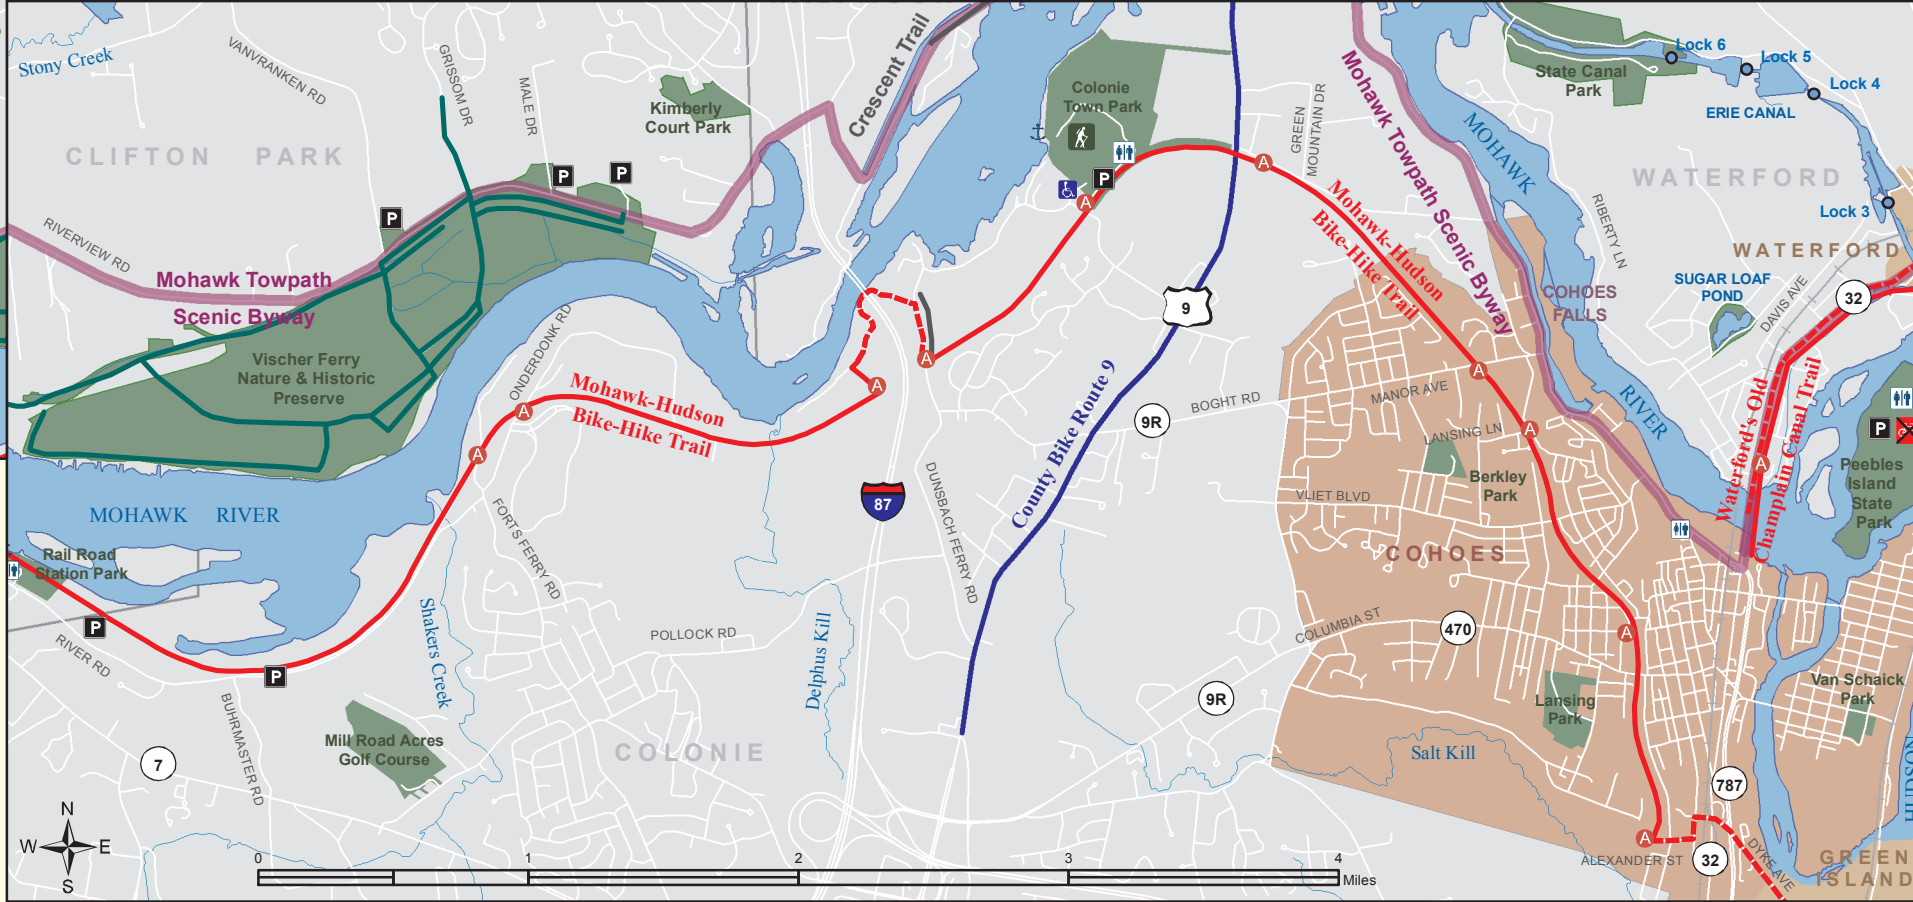 Stony Creek
VANVRANKEN RD
GRISSOM DR
MALE DR
Kimberly
Court Park
Crescent Trail
Colonie
Town Park
GREEN
MOUNTAIN DR
Mohawk Towpath Scenic Byway
MOHAWK
RIVER
State Canal
Park
Lock 6
Lock 5
Lock 4
ERIE CANAL
Lock 3
CLIFTON PARK
WATERFORD
WATERFORD
RIBERTY LN
RIVERVIEW RD
P
P
P
P
A
A
Mohawk Towpath
Scenic Byway
Vischer Ferry
Nature & Historic
Preserve
ONDERDONK RD
Mohawk-Hudson
Bike-Hike Trail
A
A
A
A
Mohawk-Hudson
Bike-Hike Trail
9
COHOES
FALLS
SUGAR LOAF
POND
DAVIS AVE
32
Waterford's Old
Champlain Canal Trail
A
P
Peebles
Island
State
Park
County Bike Route 9
9R
BOGHT RD
MANOR AVE
A
A
LANSING LN
Berkley
Park
VLIET BLVD
COHOES
MOHAWK RIVER
Rail Road
Station Park
P
RIVER RD
P
FORTS FERRY RD
87
DUNSBACH FERRY RD
Shakers Creek
POLLOCK RD
Delphus Kill
COLUMBIA ST
470
A
9R
Lansing
Park
Van Schaick
Park
BUHRMASTER RD
Mill Road Acres
Golf Course
COLONIE
Salt Kill
7
787
HUDSON
A
ALEXANDER ST
32
DYKE AVE
GREEN
ISLAND
N
W E
S
0 1 2 3 4
Miles